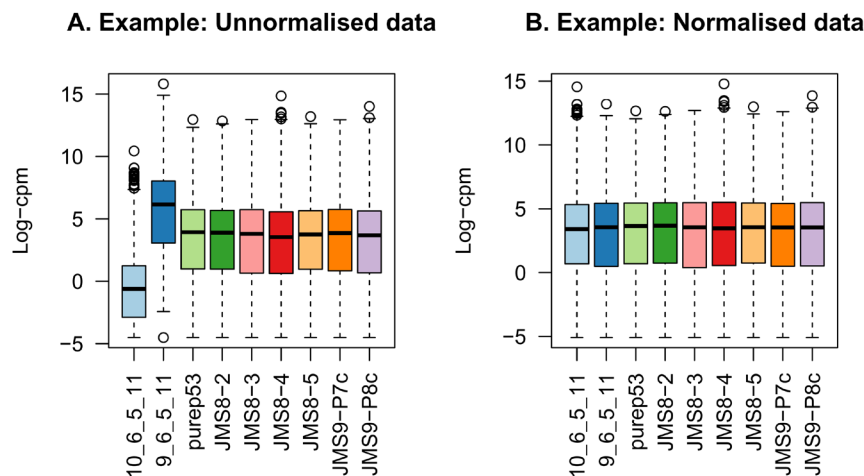 A. Example: Unnormalised data
Log−cpm
15
10
5
0
−5
10_6_5_11
9_6_5_11
purep53
JMS8−2
JMS8−3
JMS8−4
JMS8−5
JMS9−P7c
JMS9−P8c
B. Example: Normalised data
Log−cpm
15
10
5
0
−5
10_6_5_11
9_6_5_11
purep53
JMS8−2
JMS8−3
JMS8−4
JMS8−5
JMS9−P7c
JMS9−P8c